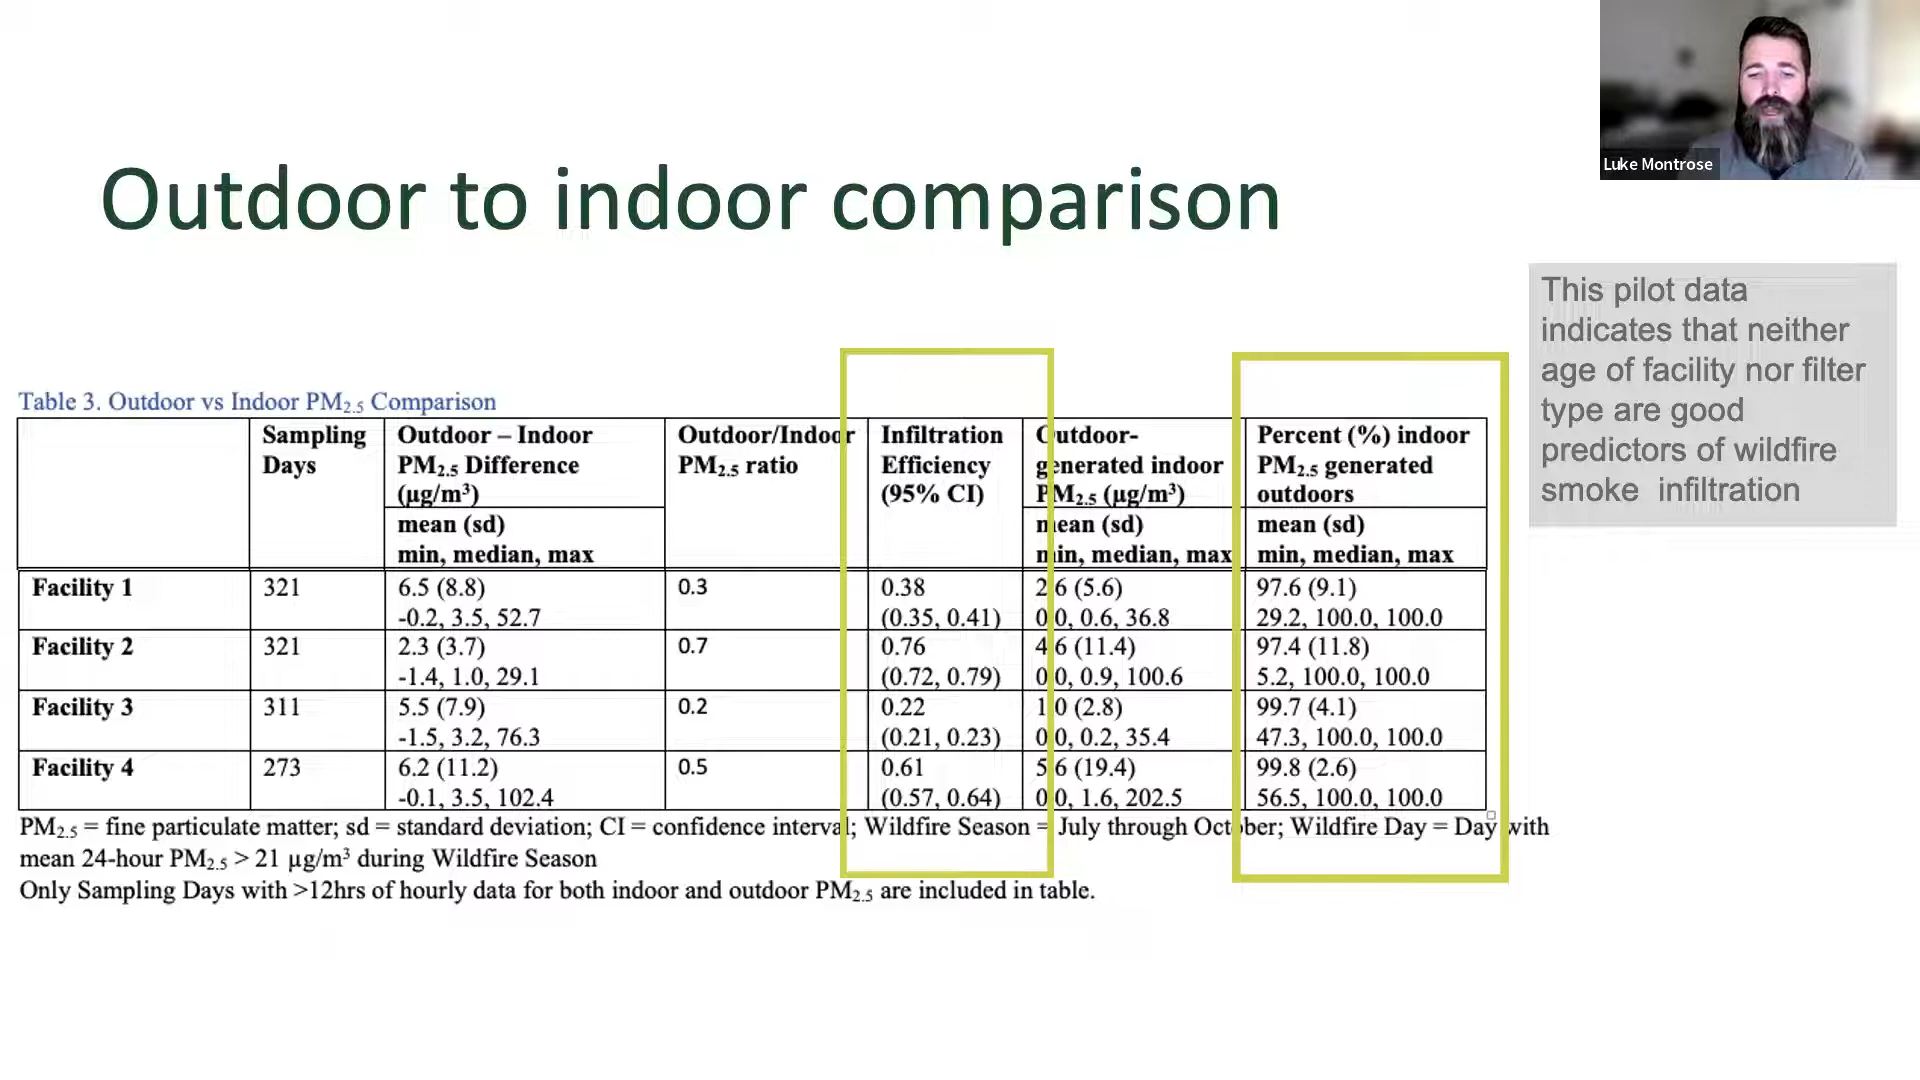 Luke Montrose
Outdoor to indoor comparison
This pilot data
indicates that neither
age of facility nor filter
type are good
predictors of wildfire
smoke infiltration
Table 3. Outdoor vs Indoor PM₂.₅ Comparison
Sampling Days
Outdoor – Indoor PM₂.₅ Difference (µg/m³)
mean (sd)
min, median, max
Outdoor/Indoor PM₂.₅ ratio
Infiltration Efficiency (95% CI)
Outdoor-generated indoor PM₂.₅ (µg/m³)
mean (sd)
min, median, max
Percent (%) indoor PM₂.₅ generated outdoors
mean (sd)
min, median, max
Facility 1 321 6.5 (8.8) 0.3 0.38 2.6 (5.6) 97.6 (9.1)
-0.2, 3.5, 52.7 (0.35, 0.41) 0.0, 0.6, 36.8 29.2, 100.0, 100.0
Facility 2 321 2.3 (3.7) 0.7 0.76 4.6 (11.4) 97.4 (11.8)
-1.4, 1.0, 29.1 (0.72, 0.79) 0.0, 0.9, 100.6 5.2, 100.0, 100.0
Facility 3 311 5.5 (7.9) 0.2 0.22 1.0 (2.8) 99.7 (4.1)
-1.5, 3.2, 76.3 (0.21, 0.23) 0.0, 0.2, 35.4 47.3, 100.0, 100.0
Facility 4 273 6.2 (11.2) 0.5 0.61 5.6 (19.4) 99.8 (2.6)
-0.1, 3.5, 102.4 (0.57, 0.64) 0.0, 1.6, 202.5 56.5, 100.0, 100.0
PM₂.₅ = fine particulate matter; sd = standard deviation; CI = confidence interval; Wildfire Season = July through October; Wildfire Day = Day with
mean 24-hour PM₂.₅ > 21 µg/m³ during Wildfire Season
Only Sampling Days with >12hrs of hourly data for both indoor and outdoor PM₂.₅ are included in table.